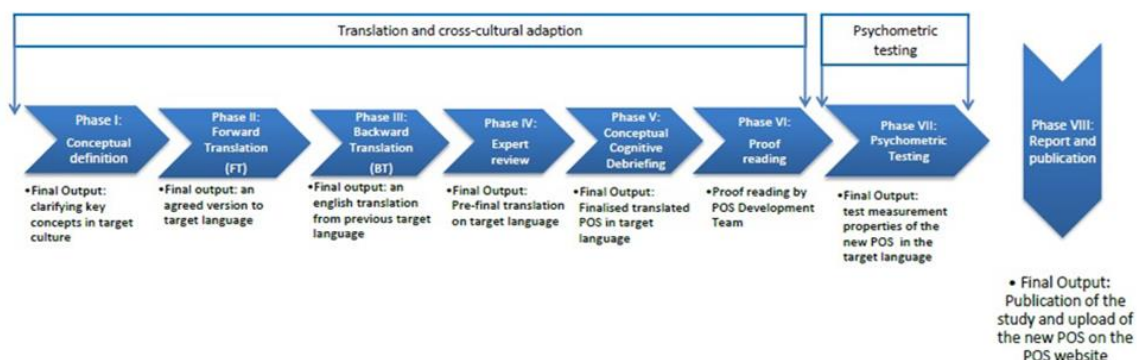 Translation and cross-cultural adaption
Psychometric
testing
Phase I:
Conceptual
definition
Phase II:
Forward
Translation
(FT)
Phase III:
Backward
Translation
(BT)
Phase IV:
Expert
review
Phase V:
Conceptual
Cognitive
Debriefing
Phase VI:
Proof
reading
Phase VII:
Psychometric
Testing
Phase VIII:
Report and
publication
•Final Output:
clarifying key
concepts in target
culture
•Final output: an
agreed version to
target language
•Final output: an
english translation
from previous target
language
•Final Output:
Pre-final translation
on target language
•Final Output:
Finalised translated
POS in target
language
•Proof reading by
POS Development
Team
•Final Output:
test measurement
properties of the
new POS in the
target language
• Final Output:
Publication of the
study and upload of
the new POS on the
POS website